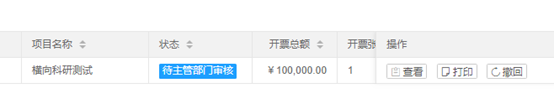 项目名称 状态 开票总额 开票张 操作
横向科研测试 待主管部门审核 ￥100,000.00 1 查看 打印 撤回